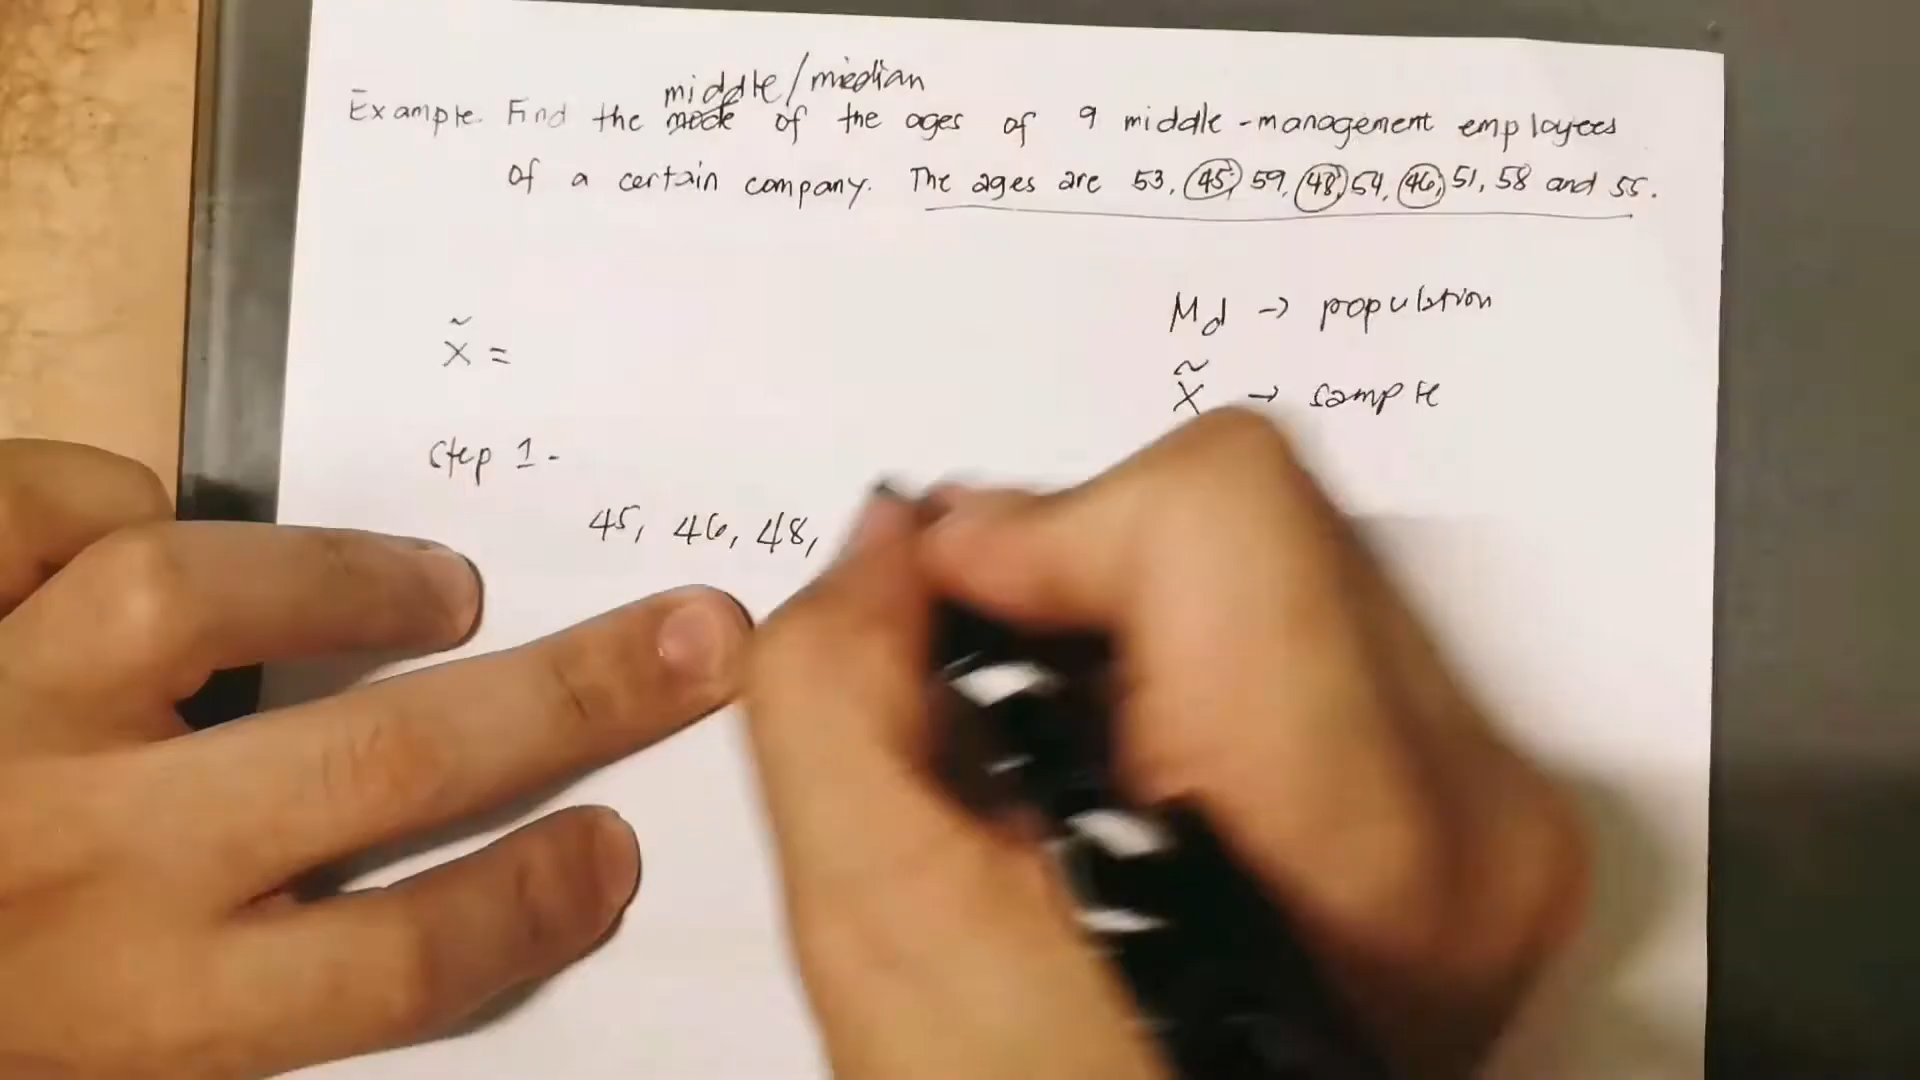 middle/median
Example. Find the mode of the ages of 9 middle-management employees
of a certain company. The ages are 53, 45, 59, 48, 54, 46, 51, 58 and 55.
Md → population
x̃ =
x̃ → sample
Step 1-
45, 46, 48,